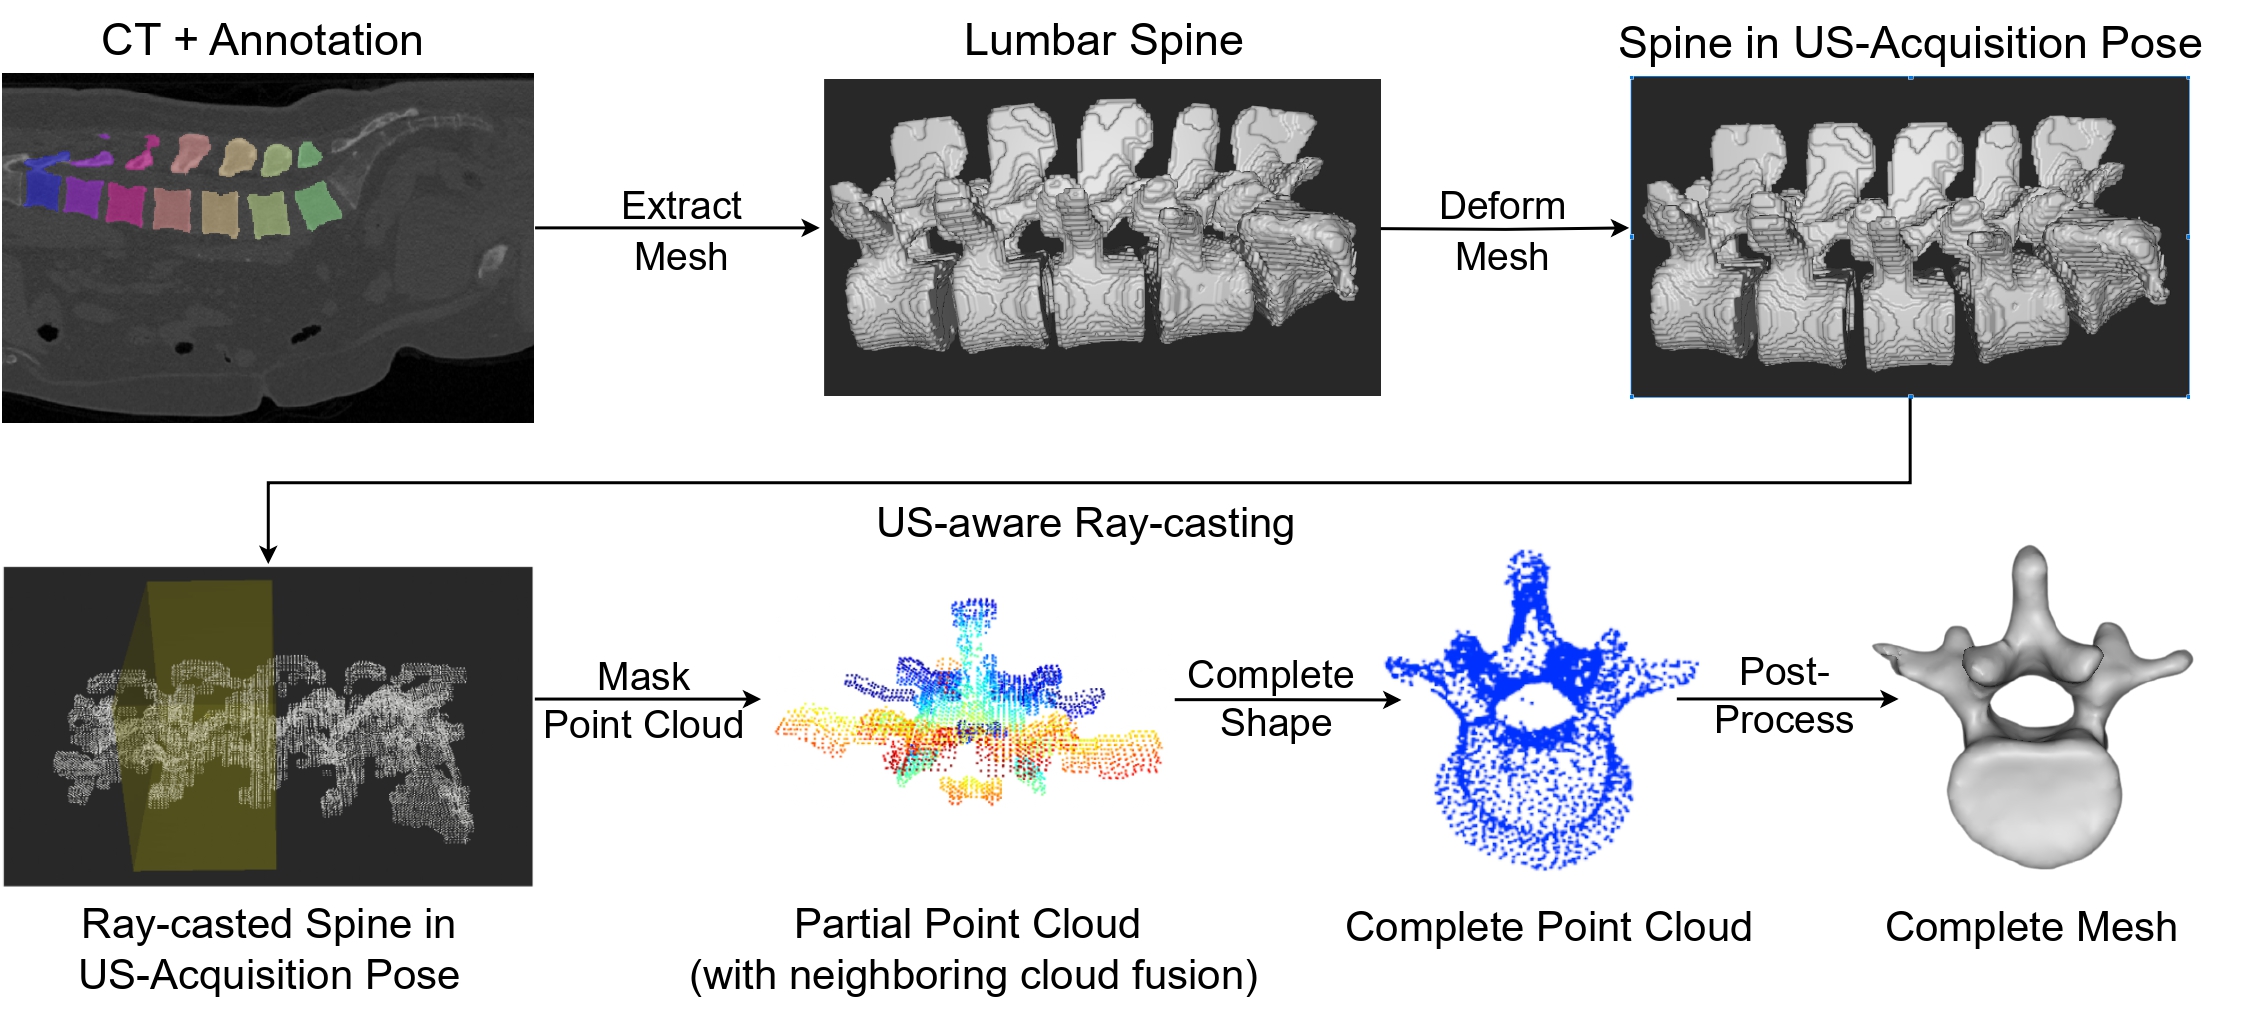 CT + Annotation
Lumbar Spine
Spine in US-Acquisition Pose
Extract
Mesh
Deform
Mesh
US-aware Ray-casting
Mask
Point Cloud
Complete
Shape
Post-
Process
Ray-casted Spine in
US-Acquisition Pose
Partial Point Cloud
(with neighboring cloud fusion)
Complete Point Cloud
Complete Mesh